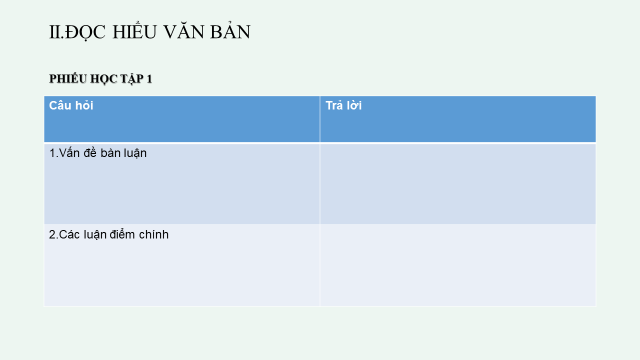 II.ĐỌC HIỂU VĂN BẢN
PHIẾU HỌC TẬP 1
Câu hỏi
Trả lời
1.Vấn đề bàn luận
2.Các luận điểm chính